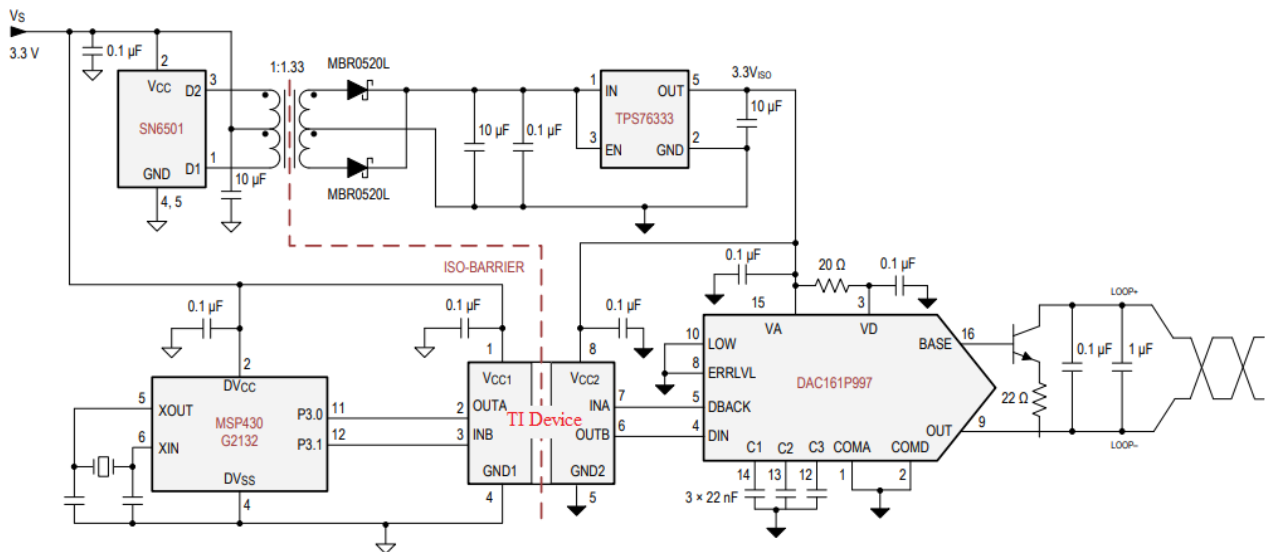 VS
3.3 V
0.1 µF
2
VCC
D2
3
SN6501
D1
1
GND
4, 5
10 µF
1:1.33
MBR0520L
MBR0520L
10 µF
0.1 µF
1
IN
OUT
5
TPS76333
3
EN
GND
2
3.3VISO
10 µF
ISO-BARRIER
0.1 µF
2
DVCC
5
XOUT
MSP430
G2132
P3.0
11
6
XIN
P3.1
12
DVSS
4
0.1 µF
1
VCC1
2
OUTA
3
INB
GND1
4
TI Device
0.1 µF
8
VCC2
INA
7
OUTB
6
GND2
5
0.1 µF
20 Ω
0.1 µF
15
3
VA
VD
10
LOW
8
ERRLVL
DAC161P997
5
DBACK
4
DIN
BASE
16
OUT
9
C1
C2
C3
COMA
COMD
14
13
12
1
2
3 × 22 nF
22 Ω
0.1 µF
1 µF
LOOP+
LOOP–